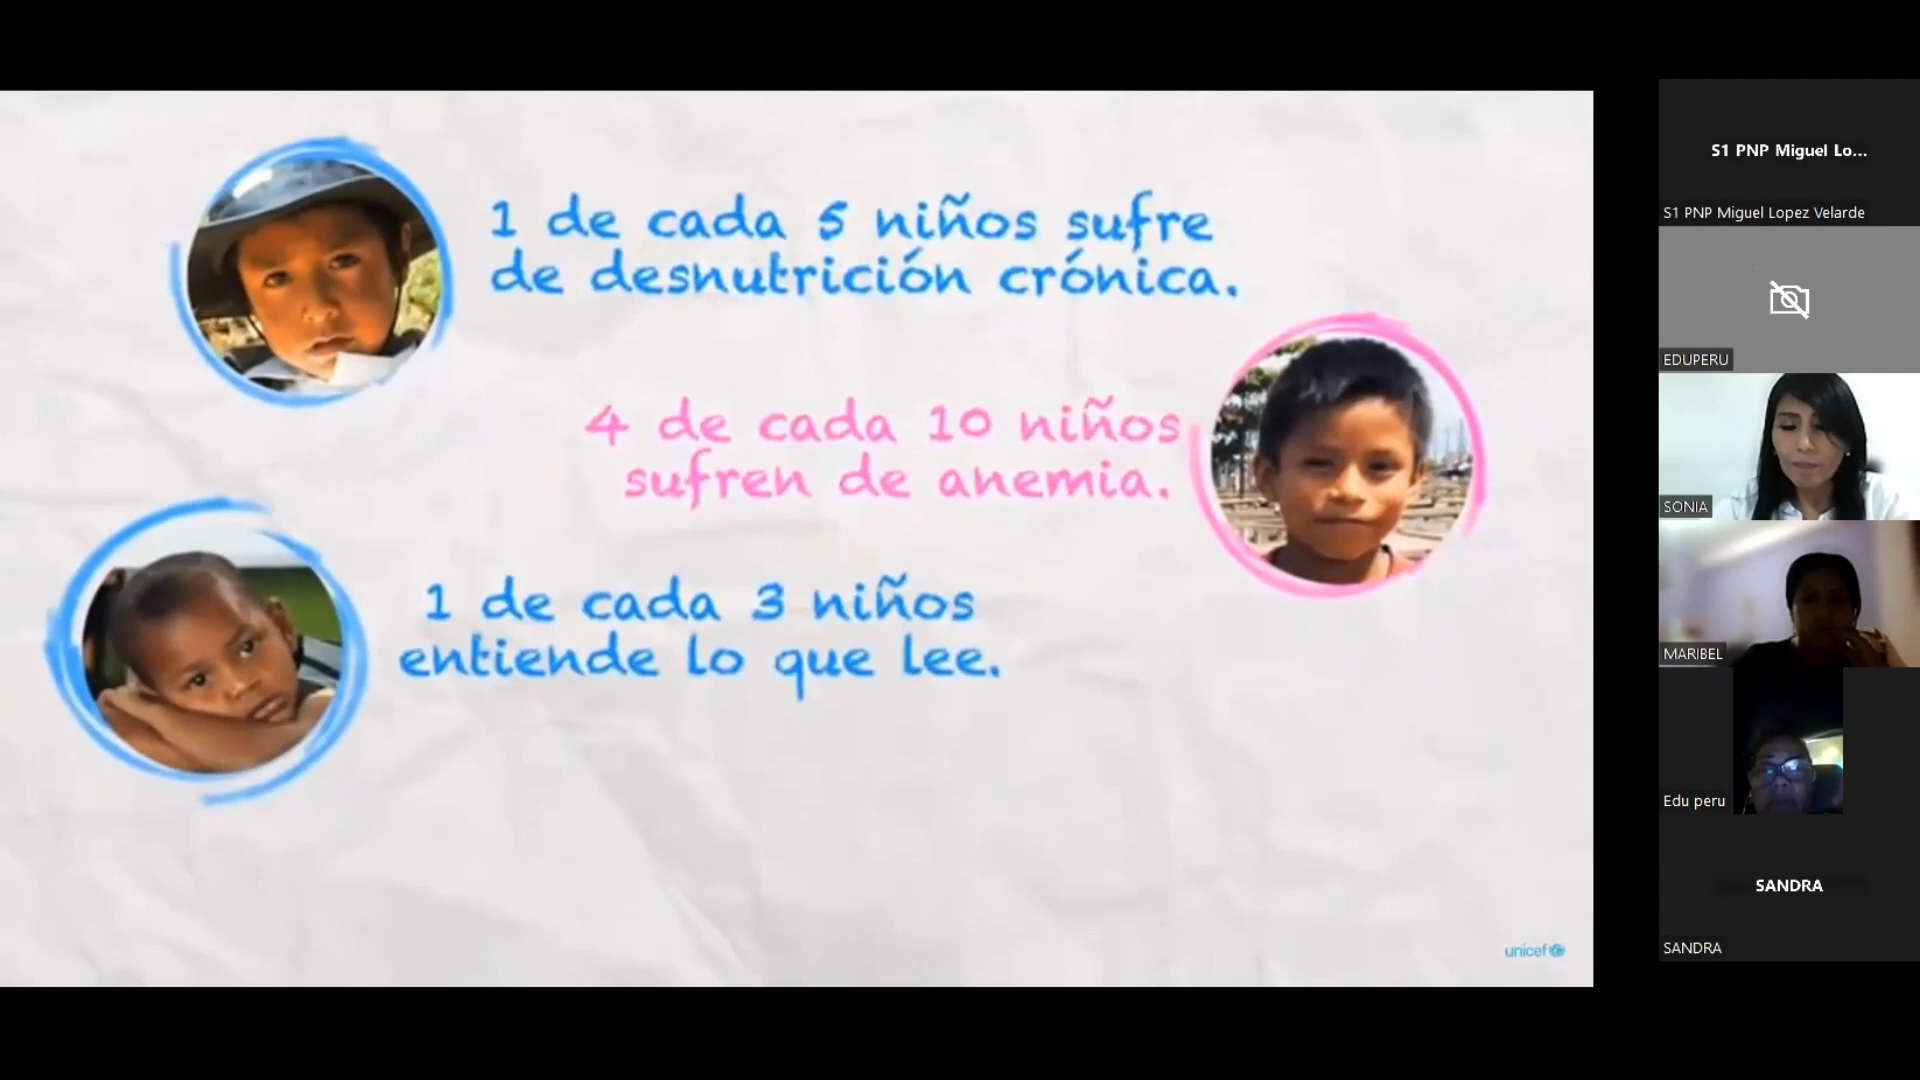 1 de cada 5 niños sufre
de desnutrición crónica.
4 de cada 10 niños
sufren de anemia.
1 de cada 3 niños
entiende lo que lee.
unicef
S1 PNP Miguel Lo...
S1 PNP Miguel Lopez Velarde
EDUPERU
SONIA
MARIBEL
Edu peru
SANDRA
SANDRA